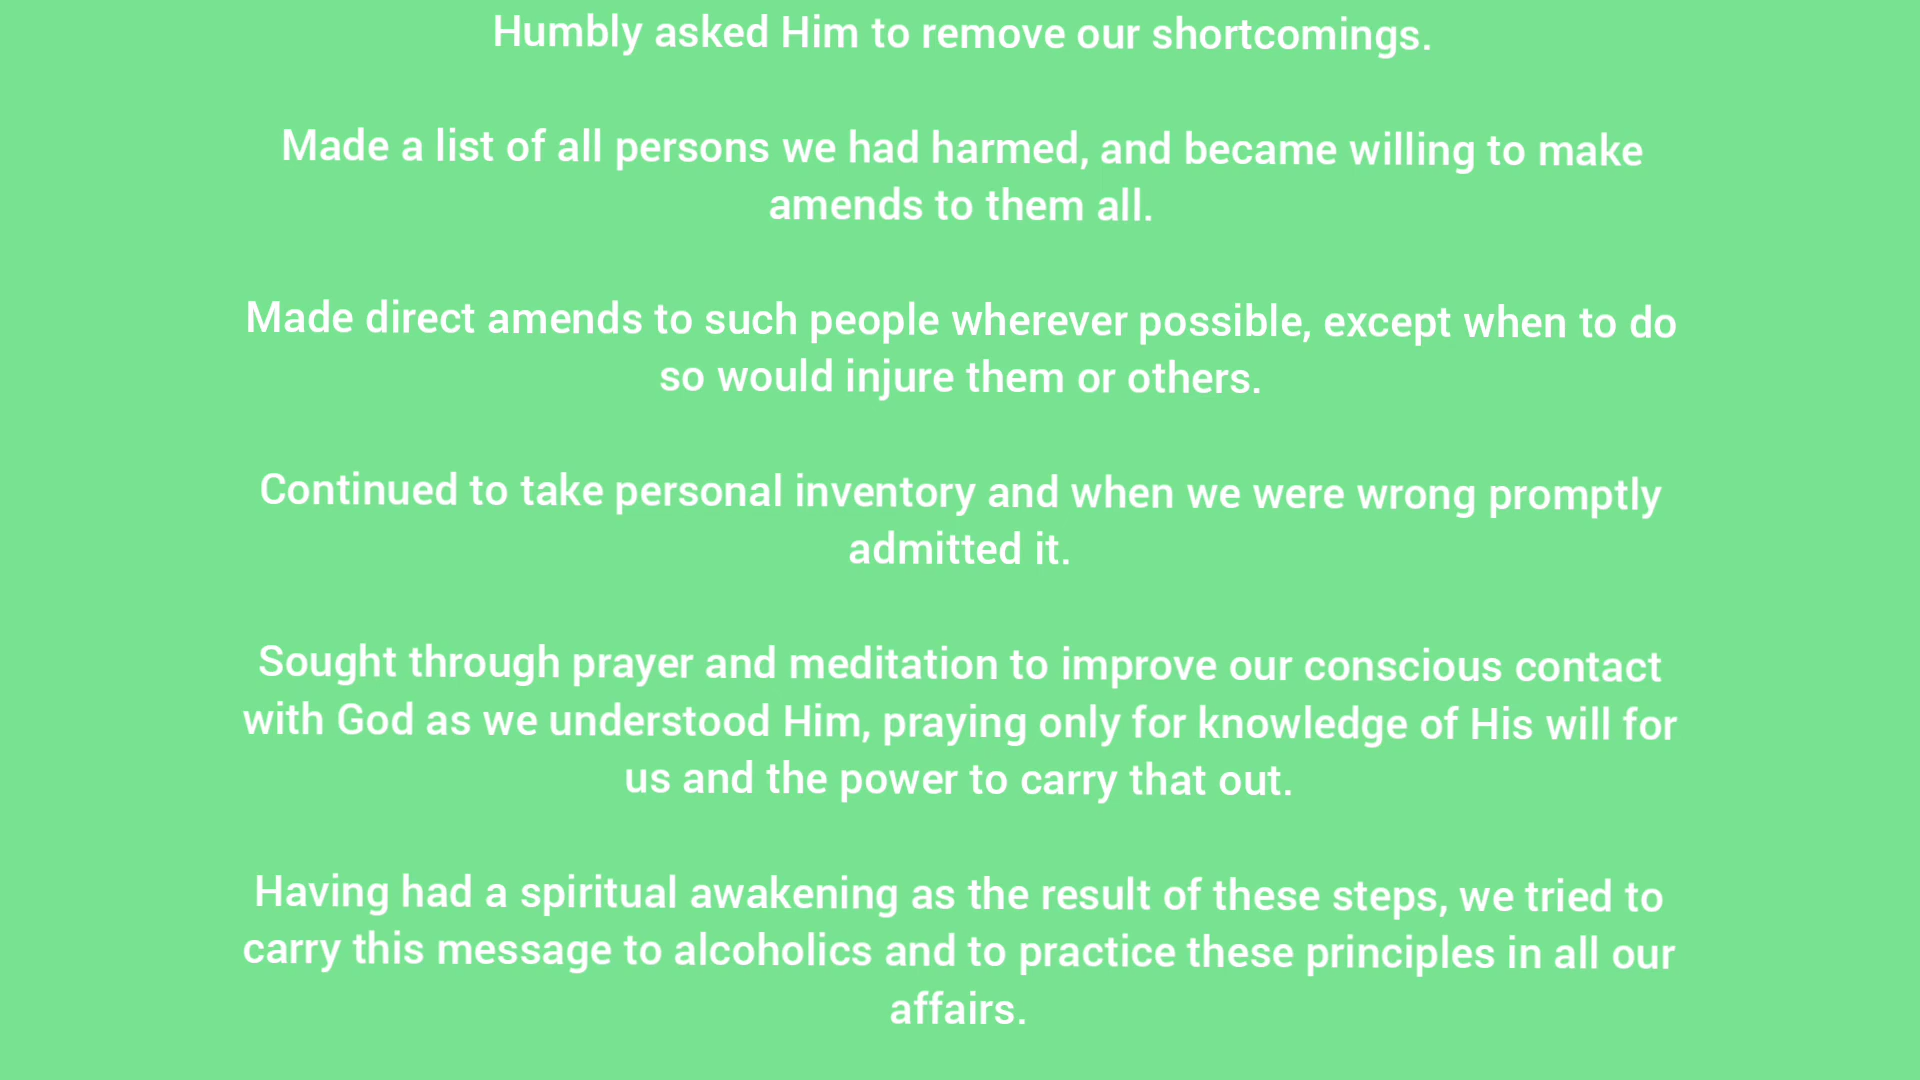 Humbly asked Him to remove our shortcomings.
Made a list of all persons we had harmed, and became willing to make
amends to them all.
Made direct amends to such people wherever possible, except when to do
so would injure them or others.
Continued to take personal inventory and when we were wrong promptly
admitted it.
Sought through prayer and meditation to improve our conscious contact
with God as we understood Him, praying only for knowledge of His will for
us and the power to carry that out.
Having had a spiritual awakening as the result of these steps, we tried to
carry this message to alcoholics and to practice these principles in all our
affairs.